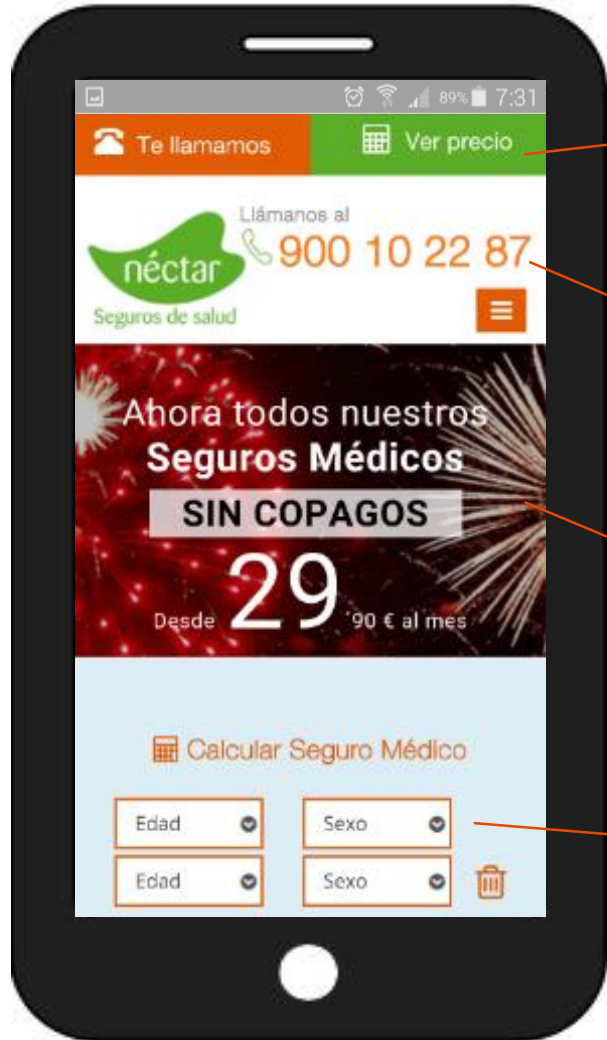 89% 7:31
Te llamamos
Ver precio
Llámanos al
900 10 22 87
néctar
Seguros de salud
Ahora todos nuestros
Seguros Médicos
SIN COPAGOS
Desde 29 '90 € al mes
Calcular Seguro Médico
Edad Sexo
Edad Sexo